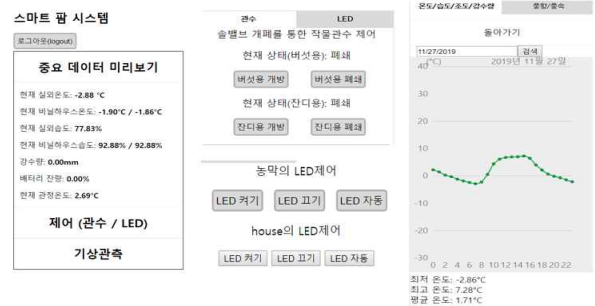 스마트 팜 시스템
로그아웃(logout)
중요 데이터 미리보기
현재 실외온도: -2.88 °C
현재 비닐하우스온도: -1.90°C / -1.86°C
현재 실외습도: 77.83%
현재 비닐하우스습도: 92.88% / 92.88%
강수량: 0.00mm
배터리 잔량: 0.00%
현재 관정온도: 2.69°C
제어 (관수 / LED)
기상관측
관수 LED
솔밸브 개폐를 통한 작물관수 제어
현재 상태(버섯용): 폐쇄
버섯용 개방 버섯용 폐쇄
현재 상태(잔디용): 폐쇄
잔디용 개방 잔디용 폐쇄
농막의 LED제어
LED 켜기 LED 끄기 LED 자동
house의 LED제어
LED 켜기 LED 끄기 LED 자동
온도/습도/조도/강수량 풍향/풍속
돌아가기
11/27/2019 검색
(°C) 2019년 11월 27일
40
30
20
10
0
-10
-20
-30
0 2 4 6 8 10 12 14 16 18 20 22
최저 온도: -2.86°C
최고 온도: 7.28°C
평균 온도: 1.71°C